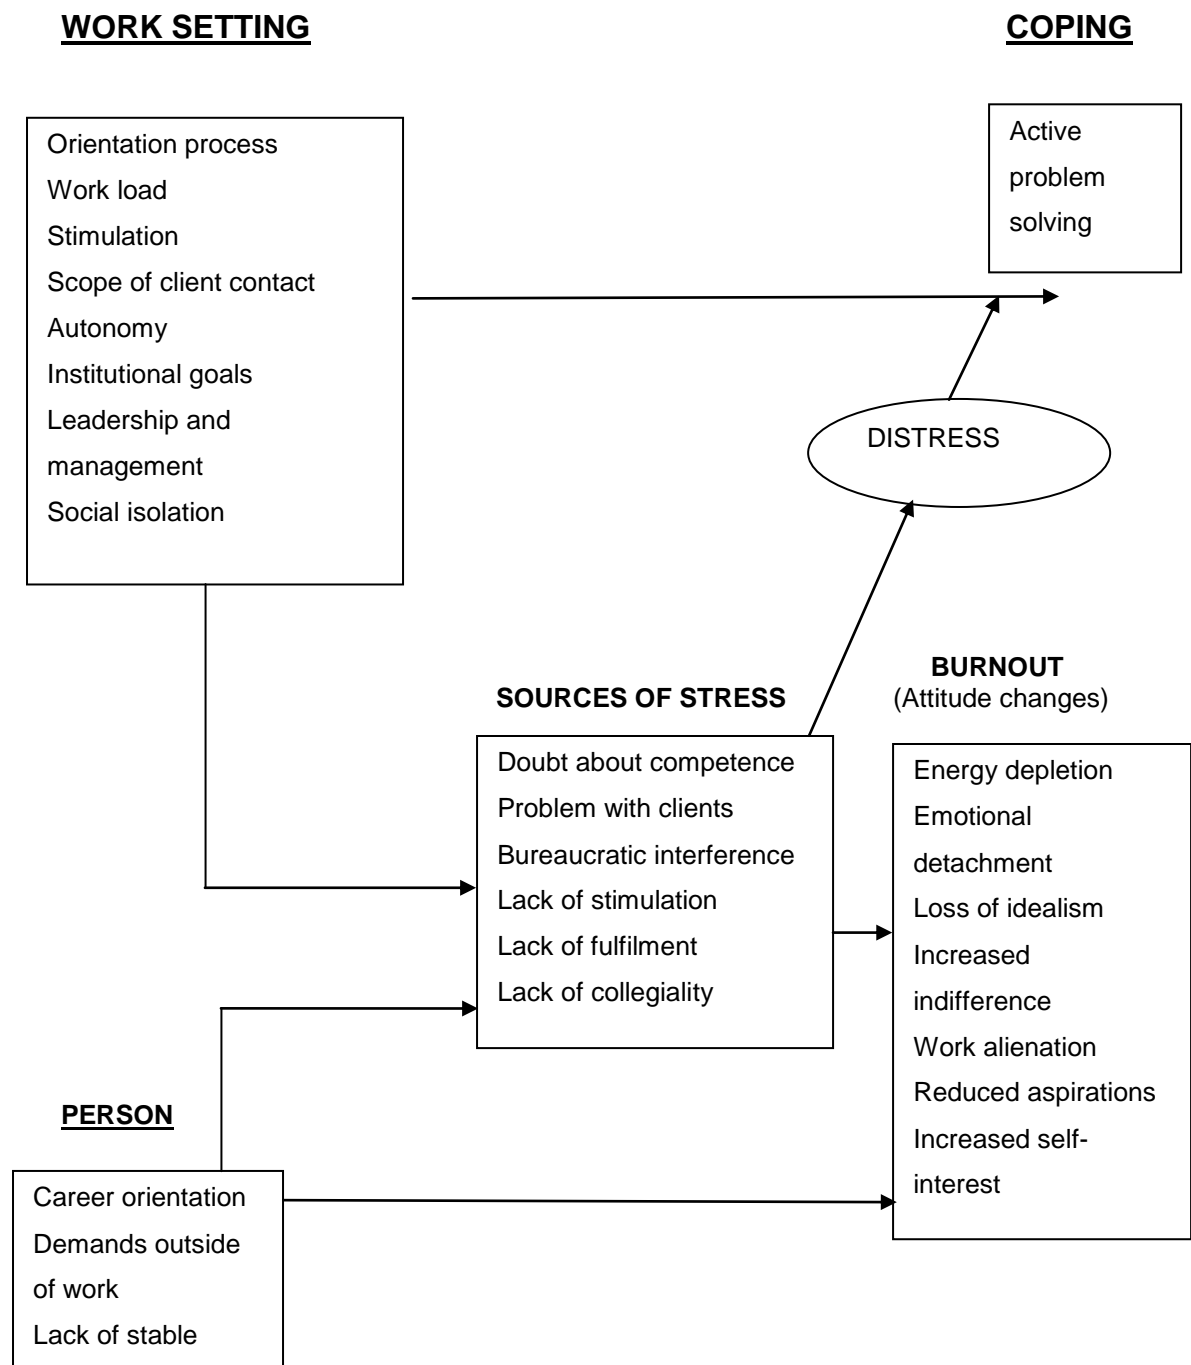 WORK SETTING
COPING
Orientation process
Work load
Stimulation
Scope of client contact
Autonomy
Institutional goals
Leadership and
management
Social isolation
Active
problem
solving
DISTRESS
SOURCES OF STRESS
Doubt about competence
Problem with clients
Bureaucratic interference
Lack of stimulation
Lack of fulfilment
Lack of collegiality
BURNOUT
(Attitude changes)
Energy depletion
Emotional
detachment
Loss of idealism
Increased
indifference
Work alienation
Reduced aspirations
Increased self-
interest
PERSON
Career orientation
Demands outside
of work
Lack of stable